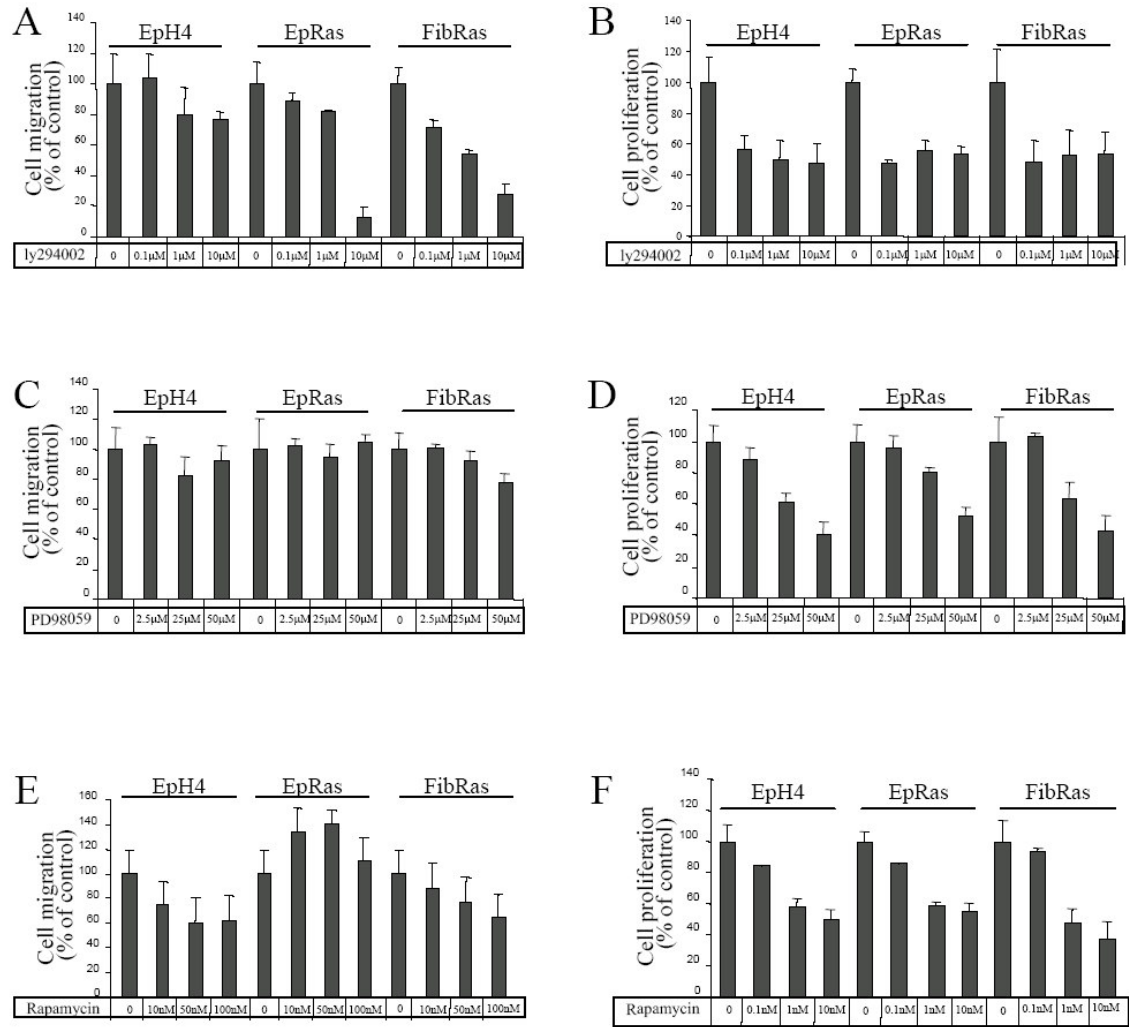 A
EpH4 EpRas FibRas
Cell migration
(% of control)
140
120
100
80
60
40
20
0
ly294002 0 0.1μM 1μM 10μM 0 0.1μM 1μM 10μM 0 0.1μM 1μM 10μM
B
EpH4 EpRas FibRas
Cell proliferation
(% of control)
140
120
100
80
60
40
20
0
ly294002 0 0.1μM 1μM 10μM 0 0.1μM 1μM 10μM 0 0.1μM 1μM 10μM
C
EpH4 EpRas FibRas
Cell migration
(% of control)
140
120
100
80
60
40
20
0
PD98059 0 2.5μM 25μM 50μM 0 2.5μM 25μM 50μM 0 2.5μM 25μM 50μM
D
EpH4 EpRas FibRas
Cell proliferation
(% of control)
120
100
80
60
40
20
0
PD98059 0 2.5μM 25μM 50μM 0 2.5μM 25μM 50μM 0 2.5μM 25μM 50μM
E
EpH4 EpRas FibRas
Cell migration
(% of control)
160
140
120
100
80
60
40
20
0
Rapamycin 0 10nM 50nM 100nM 0 10nM 50nM 100nM 0 10nM 50nM 100nM
F
EpH4 EpRas FibRas
Cell proliferation
(% of control)
140
120
100
80
60
40
20
0
Rapamycin 0 0.1nM 1nM 10nM 0 0.1nM 1nM 10nM 0 0.1nM 1nM 10nM